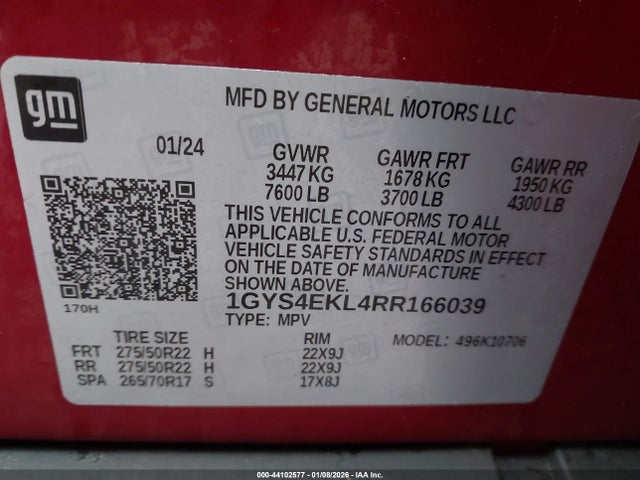 gm
MFD BY GENERAL MOTORS LLC
01/24
GVWR
3447 KG
7600 LB
GAWR FRT
1678 KG
3700 LB
GAWR RR
1950 KG
4300 LB
THIS VEHICLE CONFORMS TO ALL
APPLICABLE U.S. FEDERAL MOTOR
VEHICLE SAFETY STANDARDS IN EFFECT
ON THE DATE OF MANUFACTURE
SHOWN ABOVE.
1GYS4EKL4RR166039
TYPE: MPV
MODEL: 496K10706
170H
TIRE SIZE RIM
FRT 275/50R22 H 22X9J
RR 275/50R22 H 22X9J
SPA 265/70R17 S 17X8J
000-44102577 - 01/08/2026 - IAA Inc.